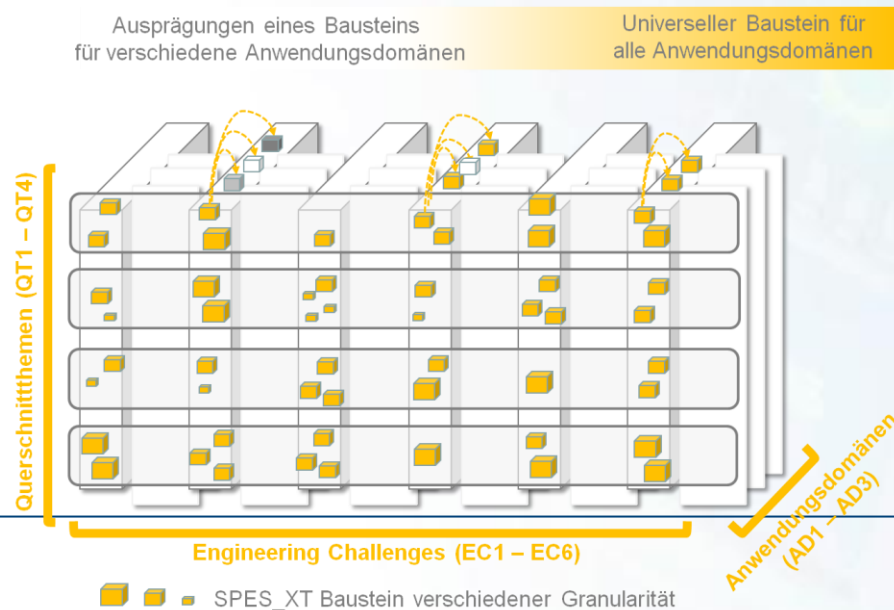 Ausprägungen eines Bausteins
für verschiedene Anwendungsdomänen
Universeller Baustein für
alle Anwendungsdomänen
Querschnittthemen (QT1 – QT4)
Engineering Challenges (EC1 – EC6)
Anwendungsdomänen
(AD1 – AD3)
SPES_XT Baustein verschiedener Granularität